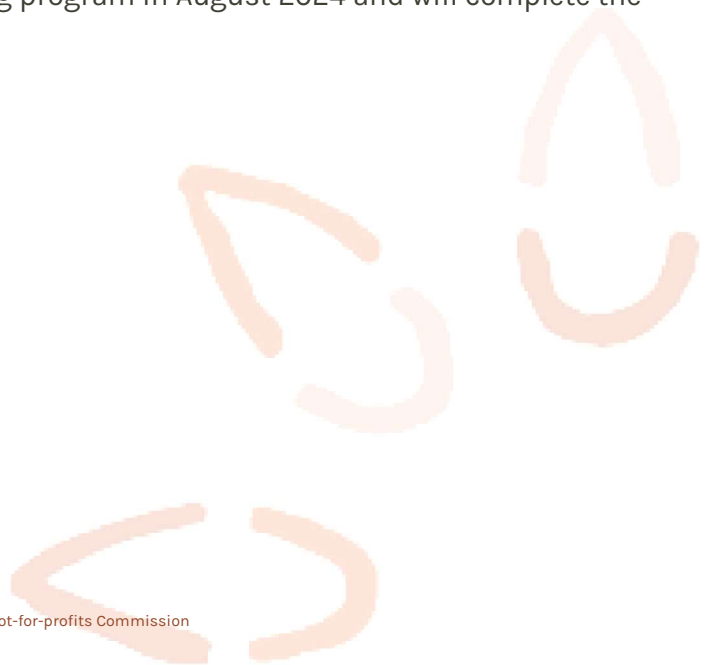 g program in August 2024 and will complete the
ot-for-profits Commission